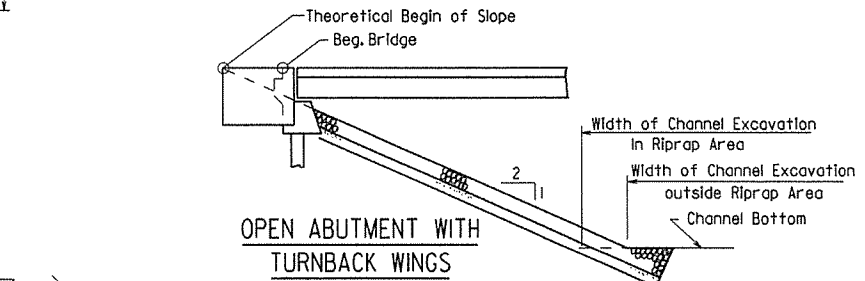 Theoretical Begin of Slope
Beg. Bridge
Width of Channel Excavation
In Riprap Area
Width of Channel Excavation
outside Riprap Area
Channel Bottom
2
1
OPEN ABUTMENT WITH
TURNBACK WINGS